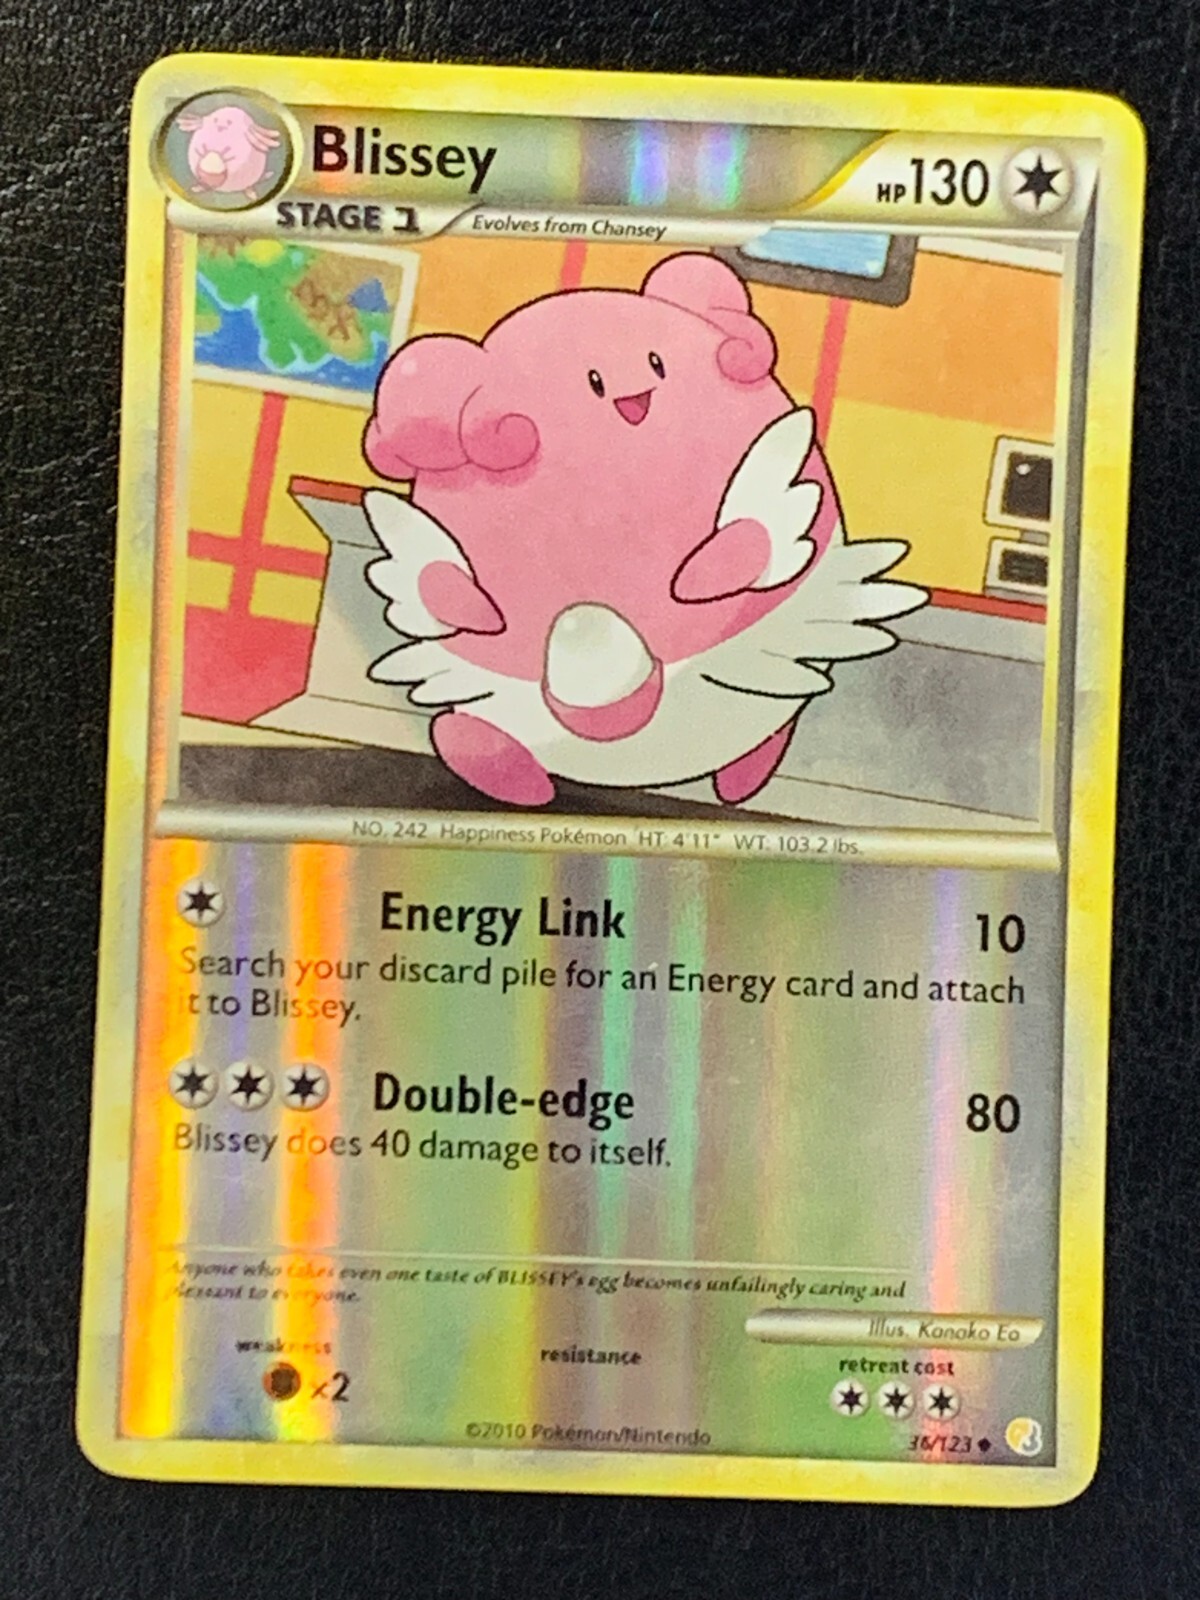 Blissey
HP130
STAGE 1
Evolves from Chansey
NO. 242 Happiness Pokémon HT: 4'11" WT: 103.2 lbs.
Energy Link 10
Search your discard pile for an Energy card and attach
it to Blissey.
Double-edge 80
Blissey does 40 damage to itself.
Anyone who takes even one taste of BLISSEY's egg becomes unfailingly caring and
pleasant to everyone.
Illus. Kanako Eo
weakness
×2
resistance
retreat cost
©2010 Pokémon/Nintendo
36/123